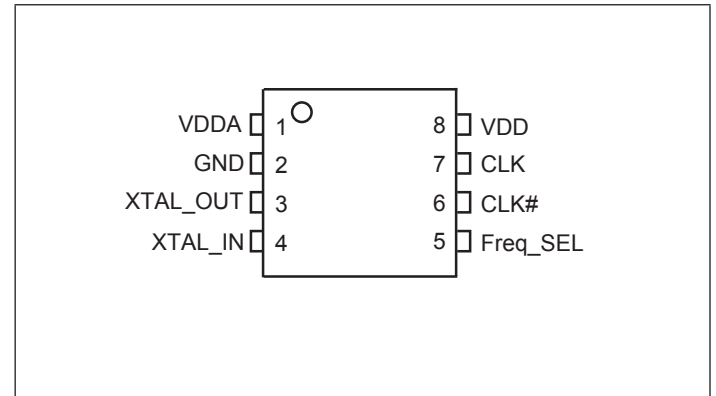 VDDA 1 8 VDD
GND 2 7 CLK
XTAL_OUT 3 6 CLK#
XTAL_IN 4 5 Freq_SEL